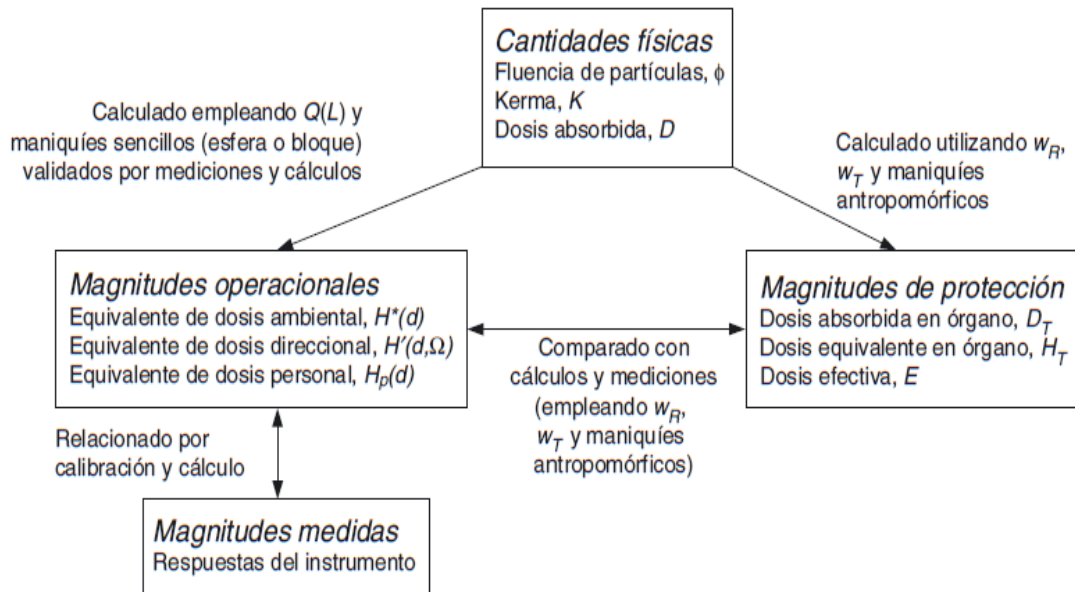 Cantidades físicas
Fluencia de partículas, ϕ
Kerma, K
Dosis absorbida, D
Calculado empleando Q(L) y
maniquíes sencillos (esfera o bloque)
validados por mediciones y cálculos
Calculado utilizando w_R,
w_T y maniquíes
antropomórficos
Magnitudes operacionales
Equivalente de dosis ambiental, H*(d)
Equivalente de dosis direccional, H′(d,Ω)
Equivalente de dosis personal, H_p(d)
Magnitudes de protección
Dosis absorbida en órgano, D_T
Dosis equivalente en órgano, H_T
Dosis efectiva, E
Comparado con
cálculos y mediciones
(empleando w_R,
w_T y maniquíes
antropomórficos)
Relacionado por
calibración y cálculo
Magnitudes medidas
Respuestas del instrumento